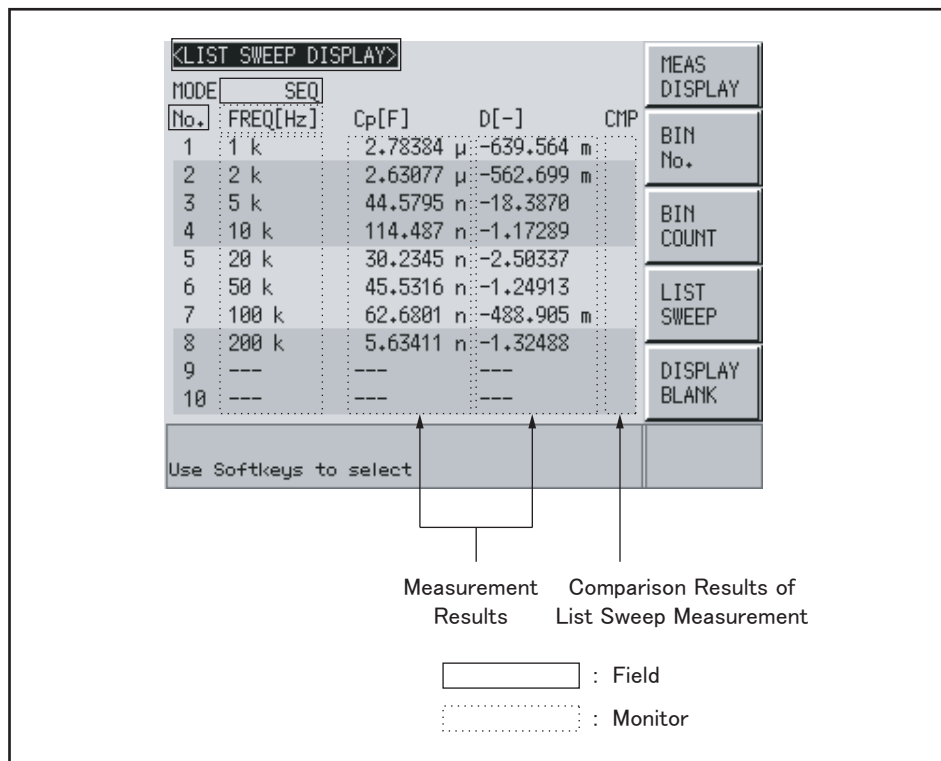 <LIST SWEEP DISPLAY>
MODE SEQ
No. FREQ[Hz] Cp[F] D[-] CMP
1 1 k 2.78384 μ -639.564 m
2 2 k 2.63077 μ -562.699 m
3 5 k 44.5795 n -18.3870
4 10 k 114.487 n -1.17289
5 20 k 30.2345 n -2.50337
6 50 k 45.5316 n -1.24913
7 100 k 62.6801 n -488.905 m
8 200 k 5.63411 n -1.32488
9 --- --- ---
10 --- --- ---
Use Softkeys to select
MEAS
DISPLAY
BIN
No.
BIN
COUNT
LIST
SWEEP
DISPLAY
BLANK
Measurement
Results
Comparison Results of
List Sweep Measurement
: Field
: Monitor